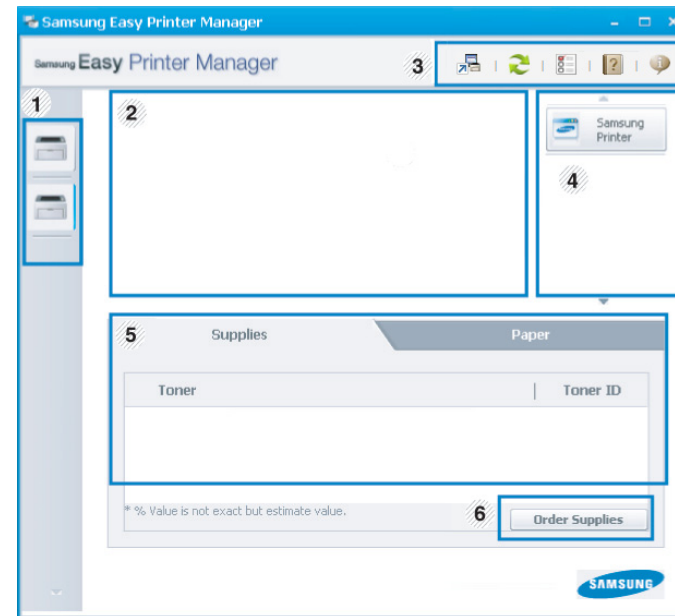 Samsung Easy Printer Manager
Samsung Easy Printer Manager
3
1
2
Samsung
Printer
4
5 Supplies Paper
Toner | Toner ID
* % Value is not exact but estimate value.
6 Order Supplies
SAMSUNG